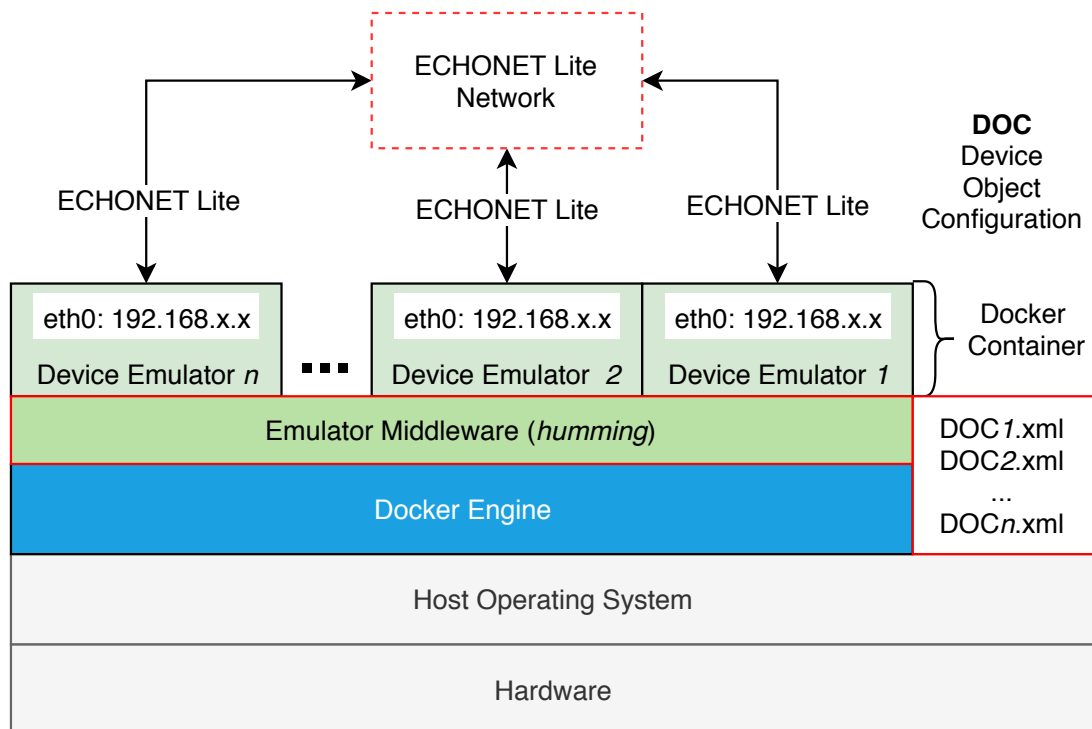 ECHONET Lite
Network
DOC
Device
Object
Configuration
ECHONET Lite
ECHONET Lite
ECHONET Lite
eth0: 192.168.x.x
eth0: 192.168.x.x
eth0: 192.168.x.x
Docker
Container
Device Emulator n
Device Emulator 2
Device Emulator 1
Emulator Middleware (humming)
DOC1.xml
DOC2.xml
...
DOCn.xml
Docker Engine
Host Operating System
Hardware